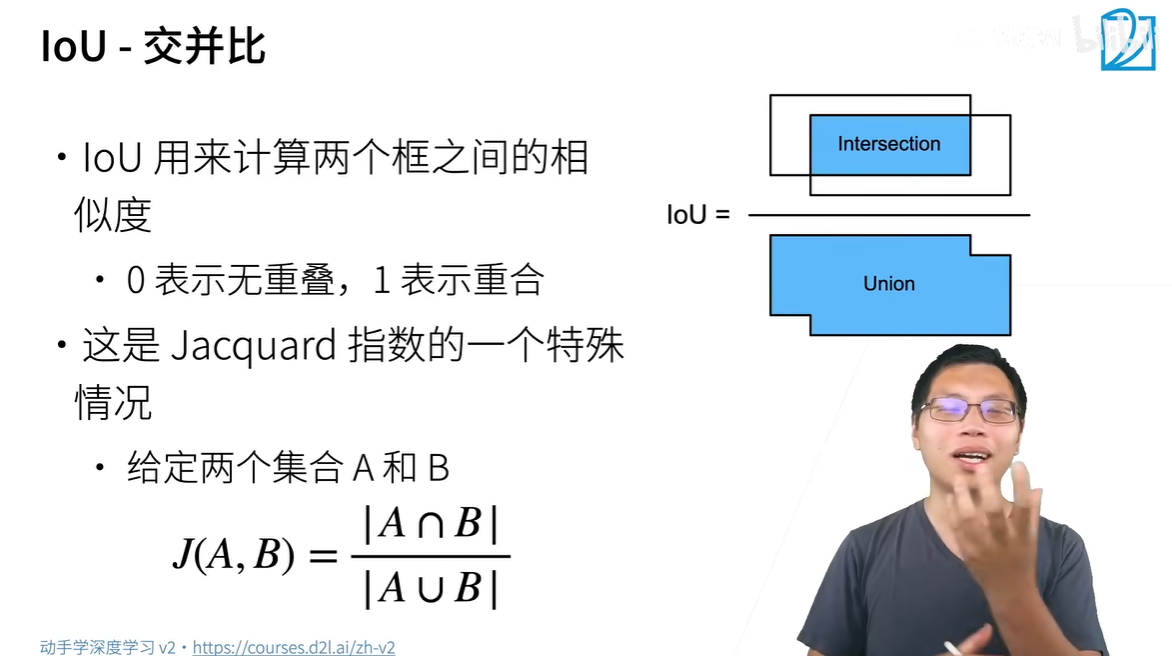 IoU - 交并比
• IoU 用来计算两个框之间的相
似度
• 0 表示无重叠，1 表示重合
• 这是 Jacquard 指数的一个特殊
情况
• 给定两个集合 A 和 B
J(A, B) = |A ∩ B| / |A ∪ B|
Intersection
IoU =
Union
动手学深度学习 v2 • https://courses.d2l.ai/zh-v2
bilibili